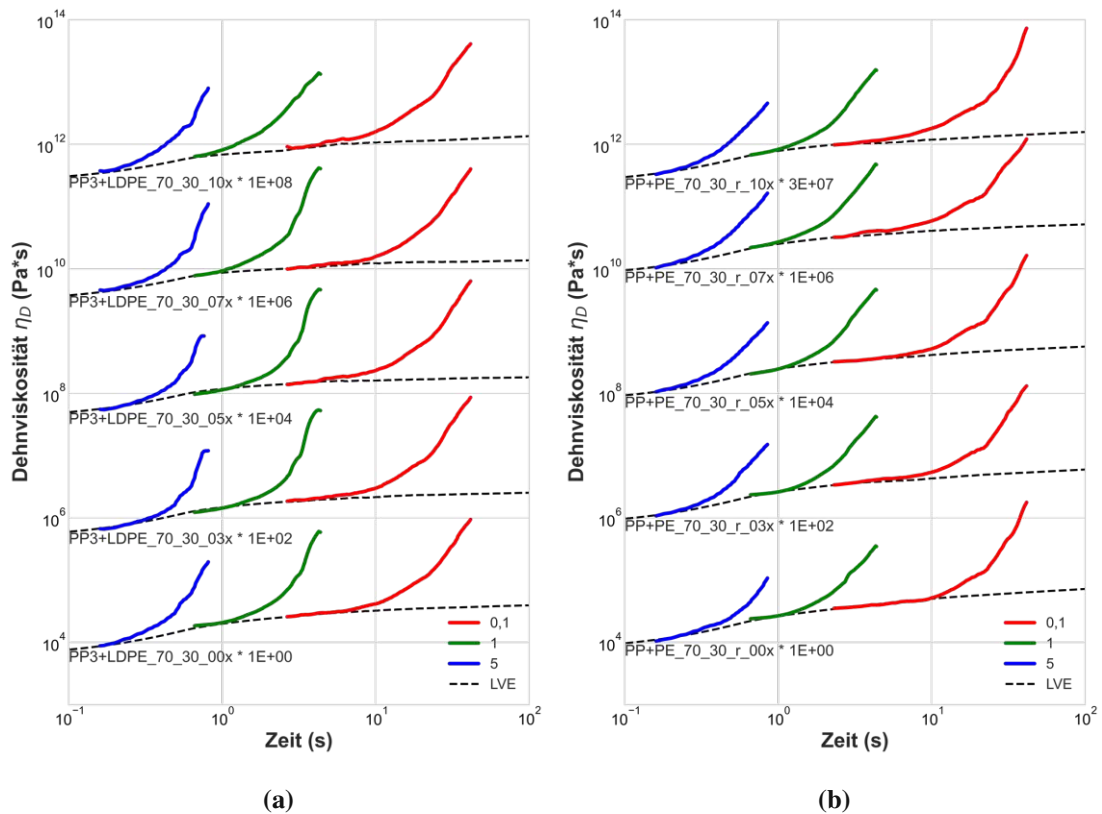 10^14
10^12
10^10
10^8
10^6
10^4
Dehnviskosität η_D (Pa*s)
PP3+LDPE_70_30_10x * 1E+08
PP3+LDPE_70_30_07x * 1E+06
PP3+LDPE_70_30_05x * 1E+04
PP3+LDPE_70_30_03x * 1E+02
PP3+LDPE_70_30_00x * 1E+00
0,1
1
5
LVE
10^−1
10^0
10^1
10^2
Zeit (s)
(a)
10^14
10^12
10^10
10^8
10^6
10^4
Dehnviskosität η_D (Pa*s)
PP+PE_70_30_r_10x * 3E+07
PP+PE_70_30_r_07x * 1E+06
PP+PE_70_30_r_05x * 1E+04
PP+PE_70_30_r_03x * 1E+02
PP+PE_70_30_r_00x * 1E+00
0,1
1
5
LVE
10^−1
10^0
10^1
10^2
Zeit (s)
(b)